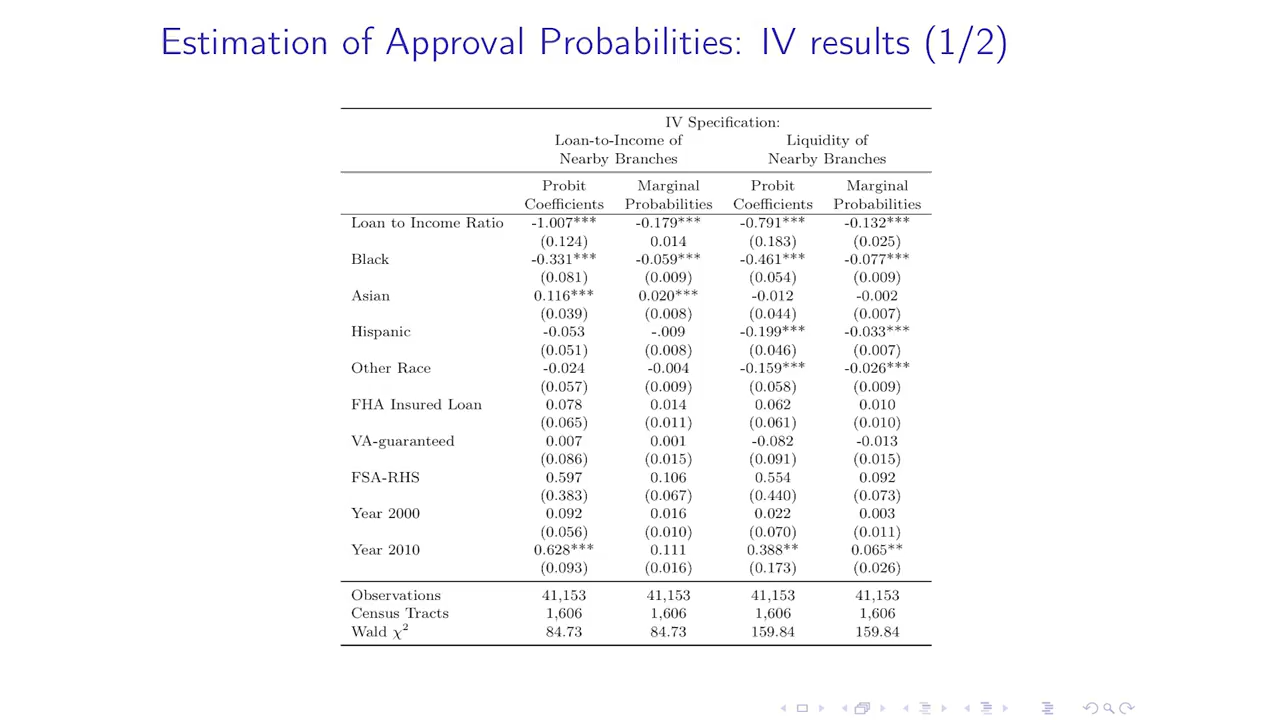 Estimation of Approval Probabilities: IV results (1/2)
IV Specification:
Loan-to-Income of Liquidity of
Nearby Branches Nearby Branches
Probit Marginal Probit Marginal
Coefficients Probabilities Coefficients Probabilities
Loan to Income Ratio -1.007*** -0.179*** -0.791*** -0.132***
(0.124) 0.014 (0.183) (0.025)
Black -0.331*** -0.059*** -0.461*** -0.077***
(0.081) (0.009) (0.054) (0.009)
Asian 0.116*** 0.020*** -0.012 -0.002
(0.039) (0.008) (0.044) (0.007)
Hispanic -0.053 -.009 -0.199*** -0.033***
(0.051) (0.008) (0.046) (0.007)
Other Race -0.024 -0.004 -0.159*** -0.026***
(0.057) (0.009) (0.058) (0.009)
FHA Insured Loan 0.078 0.014 0.062 0.010
(0.065) (0.011) (0.061) (0.010)
VA-guaranteed 0.007 0.001 -0.082 -0.013
(0.086) (0.015) (0.091) (0.015)
FSA-RHS 0.597 0.106 0.554 0.092
(0.383) (0.067) (0.440) (0.073)
Year 2000 0.092 0.016 0.022 0.003
(0.056) (0.010) (0.070) (0.011)
Year 2010 0.628*** 0.111 0.388** 0.065**
(0.093) (0.016) (0.173) (0.026)
Observations 41,153 41,153 41,153 41,153
Census Tracts 1,606 1,606 1,606 1,606
Wald χ² 84.73 84.73 159.84 159.84